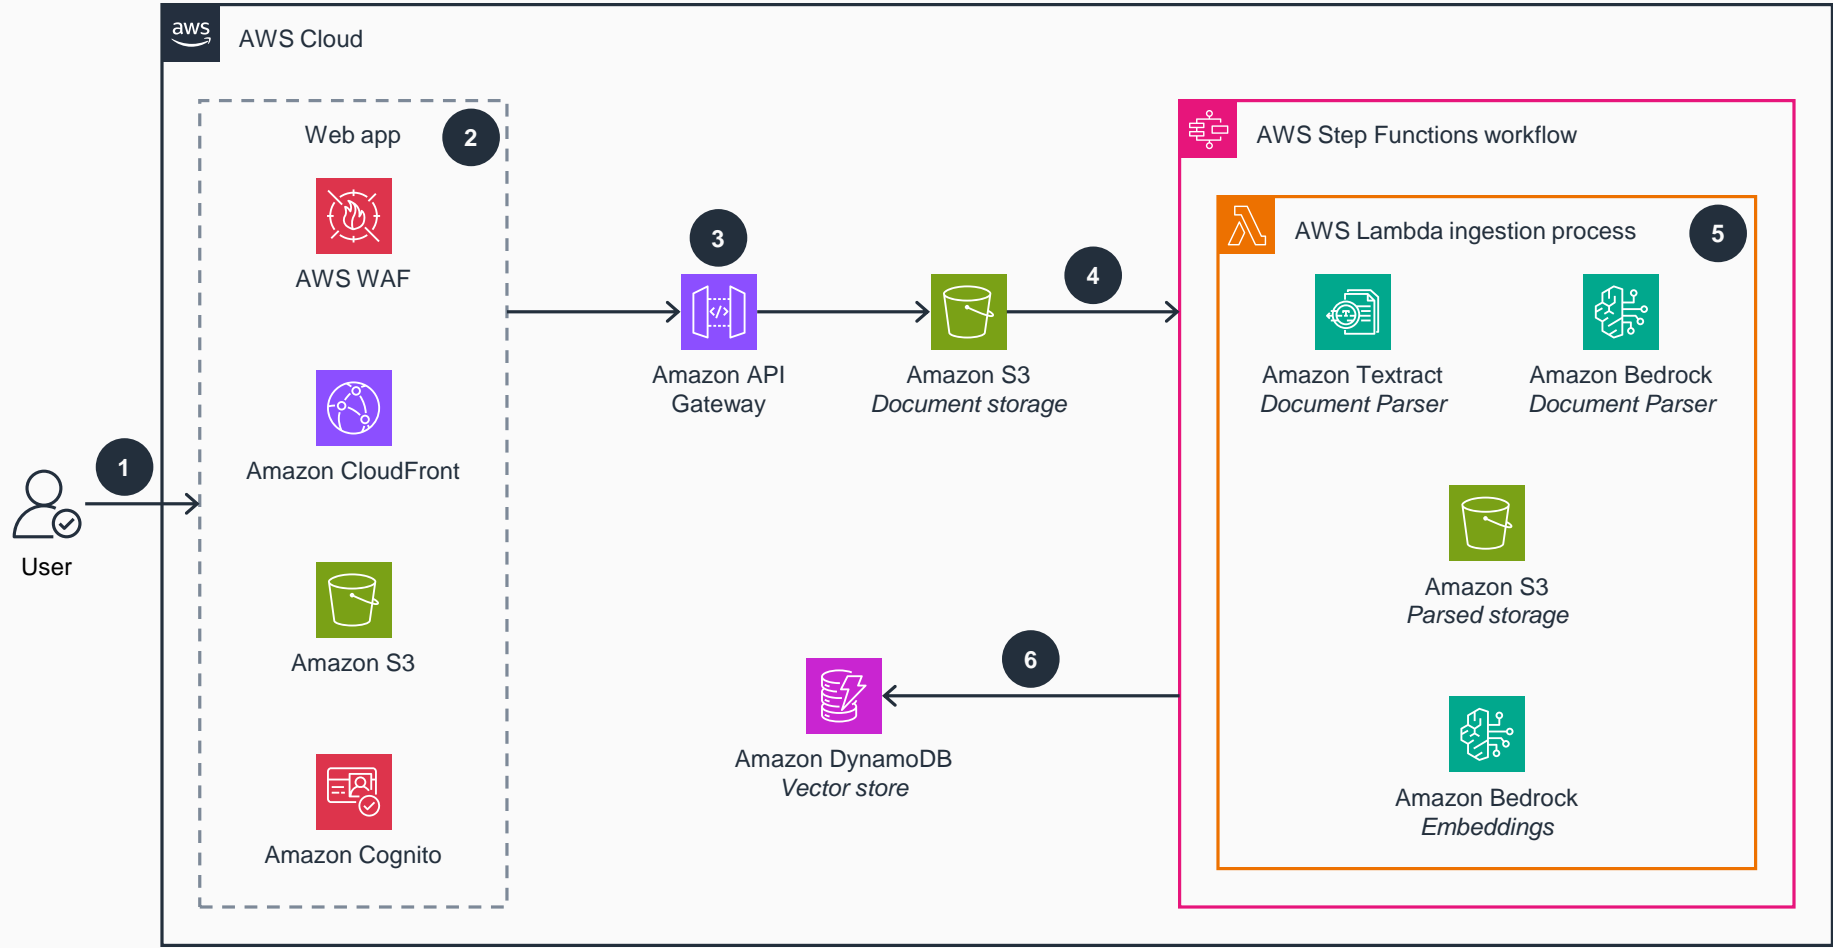 aws
AWS Cloud
Web app
2
AWS WAF
Amazon CloudFront
Amazon S3
Amazon Cognito
1
User
3
Amazon API
Gateway
Amazon S3
Document storage
4
AWS Step Functions workflow
AWS Lambda ingestion process
5
Amazon Textract
Document Parser
Amazon Bedrock
Document Parser
Amazon S3
Parsed storage
Amazon Bedrock
Embeddings
6
Amazon DynamoDB
Vector store